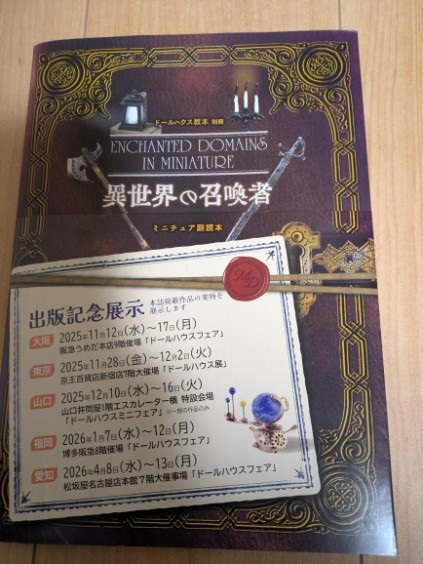 ドールハウス教本 別冊
ENCHANTED DOMAINS
IN MINIATURE
異世界の召喚者
ミニチュア副読本
MD
出版記念展示 本誌掲載作品の実物を
展示します
大阪 2025年11月12日(水)～17日(月)
阪急うめだ本店9階催場「ドールハウスフェア」
東京 2025年11月28日(金)～12月2日(火)
京王百貨店新宿店7階大催場「ドールハウス展」
山口 2025年12月10日(水)～16日(火)
山口井筒屋1階エスカレーター横 特設会場
「ドールハウスミニフェア」 ※一部の作品のみ
福岡 2026年1月7日(水)～12日(月)
博多阪急8階催場「ドールハウスフェア」
愛知 2026年4月8日(水)～13日(月)
松坂屋名古屋店本館7階大催事場「ドールハウスフェア」